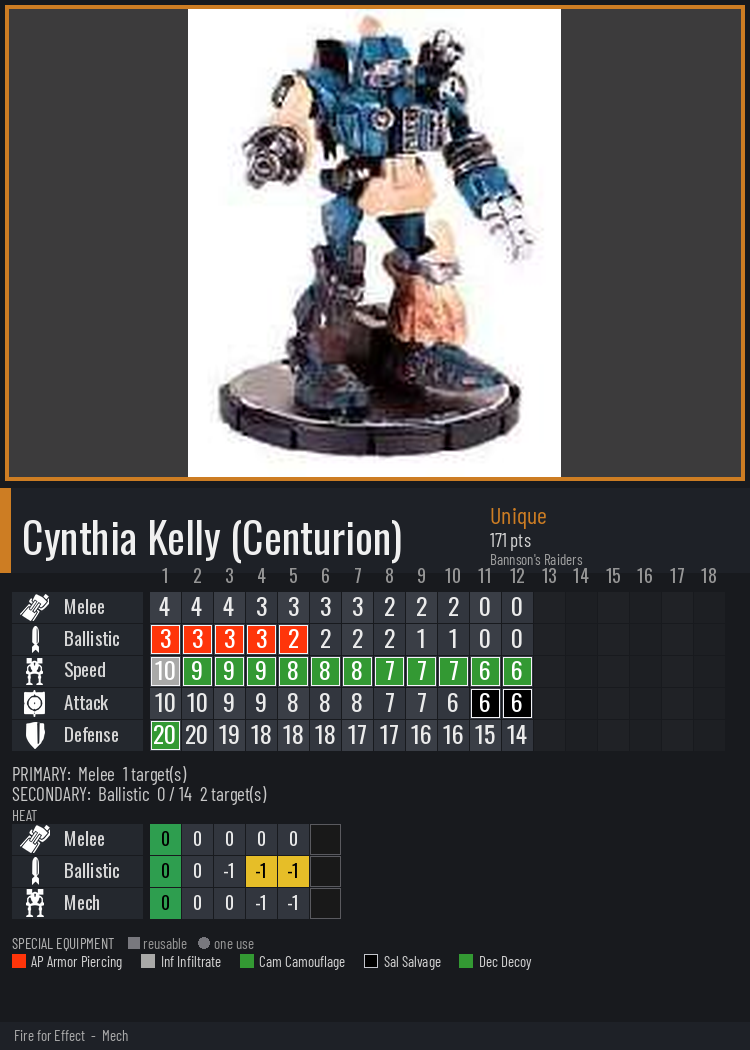 Cynthia Kelly (Centurion)
Unique
171 pts
Bannson's Raiders
1 2 3 4 5 6 7 8 9 10 11 12 13 14 15 16 17 18
Melee 4 4 4 3 3 3 3 2 2 2 0 0
Ballistic 3 3 3 3 2 2 2 2 1 1 0 0
Speed 10 9 9 9 8 8 8 7 7 7 6 6
Attack 10 10 9 9 8 8 8 7 7 6 6 6
Defense 20 20 19 18 18 18 17 17 16 16 15 14
PRIMARY: Melee 1 target(s)
SECONDARY: Ballistic 0 / 14 2 target(s)
HEAT
Melee 0 0 0 0 0
Ballistic 0 0 -1 -1 -1
Mech 0 0 0 -1 -1
SPECIAL EQUIPMENT reusable one use
AP Armor Piercing Inf Infiltrate Cam Camouflage Sal Salvage Dec Decoy
Fire for Effect - Mech